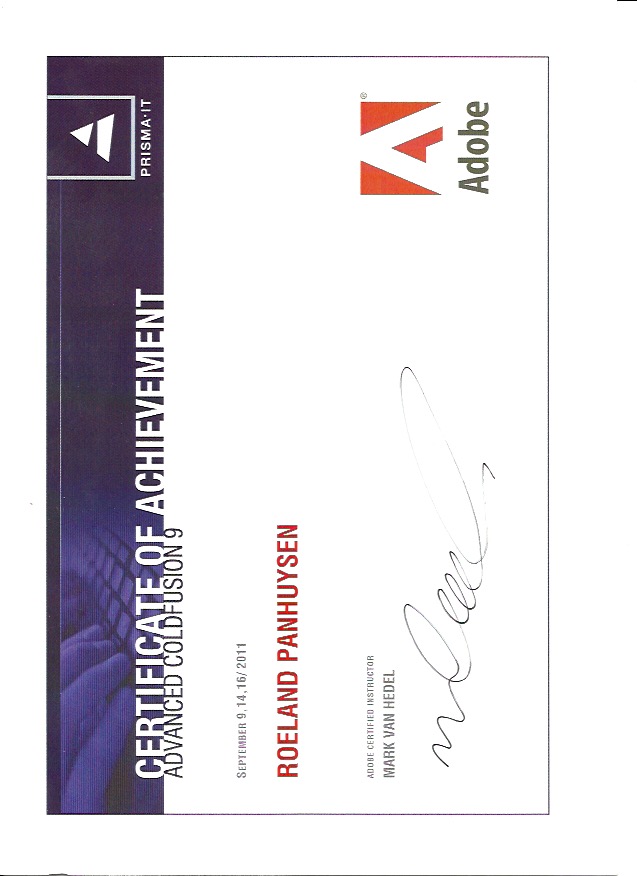 CERTIFICATE OF ACHIEVEMENT
ADVANCED COLDFUSION 9
PRISMA·IT
SEPTEMBER 9,14,16/ 2011
ROELAND PANHUYSEN
ADOBE CERTIFIED INSTRUCTOR
MARK VAN HEDEL
®
Adobe